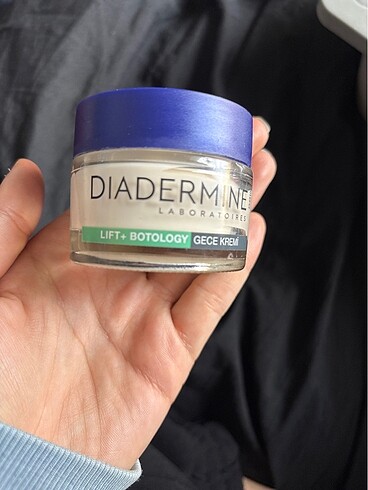 DIADERMINE
LABORATOIRES
LIFT+ BOTOLOGY GECE KREMİ